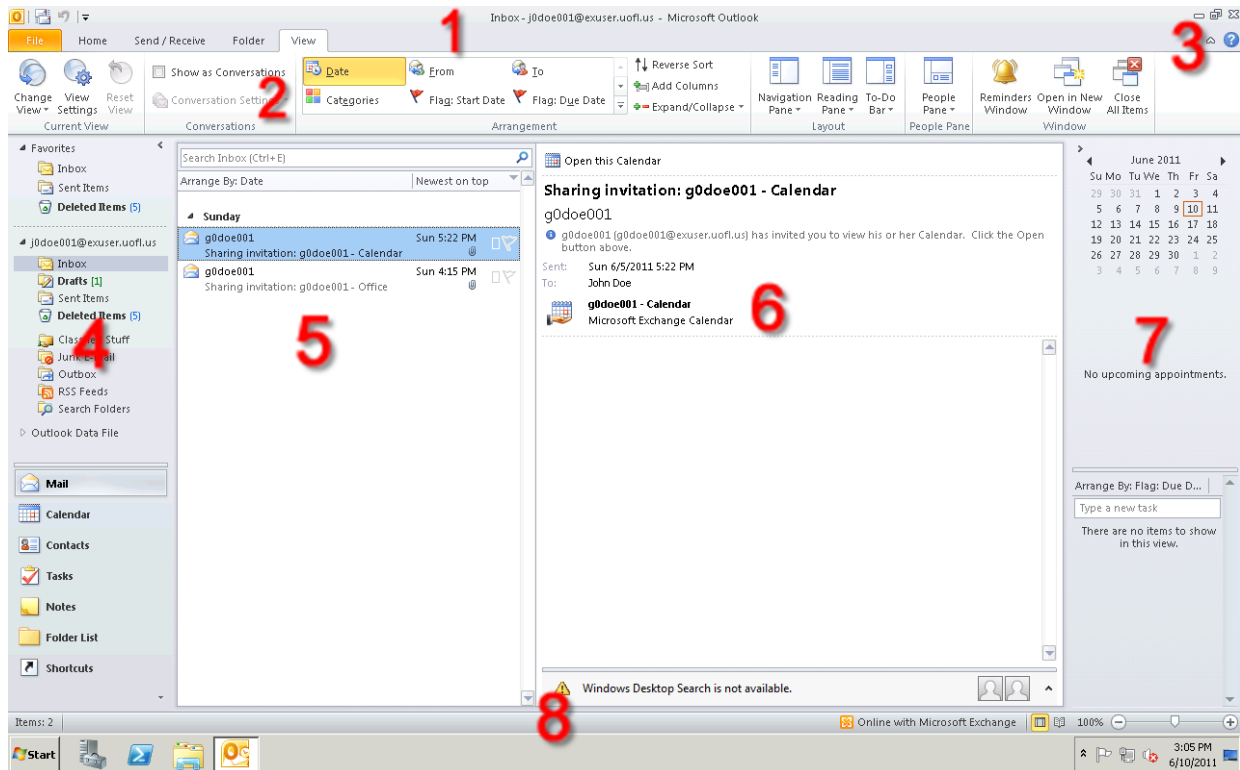 Inbox - j0doe001@exuser.uofl.us - Microsoft Outlook
1
File Home Send / Receive Folder View
3
Show as Conversations
Conversation Settings
2
Date From To
Categories Flag: Start Date Flag: Due Date
Reverse Sort
Add Columns
Expand/Collapse
Change View View Settings Reset View
Navigation Pane Reading Pane To-Do Bar
People Pane
Reminders Window Open in New Window Close All Items
Current View Conversations Arrangement Layout People Pane Window
Favorites
Inbox
Sent Items
Deleted Items (5)
j0doe001@exuser.uofl.us
Inbox
Drafts [1]
Sent Items
Deleted Items (5)
Stuff
4
Outbox
RSS Feeds
Search Folders
Outlook Data File
Mail
Calendar
Contacts
Tasks
Notes
Folder List
Shortcuts
Search Inbox (Ctrl+E)
Arrange By: Date Newest on top
Sunday
g0doe001 Sun 5:22 PM
Sharing invitation: g0doe001 - Calendar
g0doe001 Sun 4:15 PM
Sharing invitation: g0doe001 - Office
5
Open this Calendar
Sharing invitation: g0doe001 - Calendar
g0doe001
g0doe001 (g0doe001@exuser.uofl.us) has invited you to view his or her Calendar. Click the Open
button above.
Sent: Sun 6/5/2011 5:22 PM
To: John Doe
g0doe001 - Calendar
Microsoft Exchange Calendar
6
Windows Desktop Search is not available.
8
June 2011
Su Mo Tu We Th Fr Sa
29 30 31 1 2 3 4
5 6 7 8 9 10 11
12 13 14 15 16 17 18
19 20 21 22 23 24 25
26 27 28 29 30 1 2
3 4 5 6 7 8 9
7
No upcoming appointments.
Arrange By: Flag: Due D...
Type a new task
There are no items to show
in this view.
Items: 2 Online with Microsoft Exchange 100%
Start 3:05 PM
6/10/2011